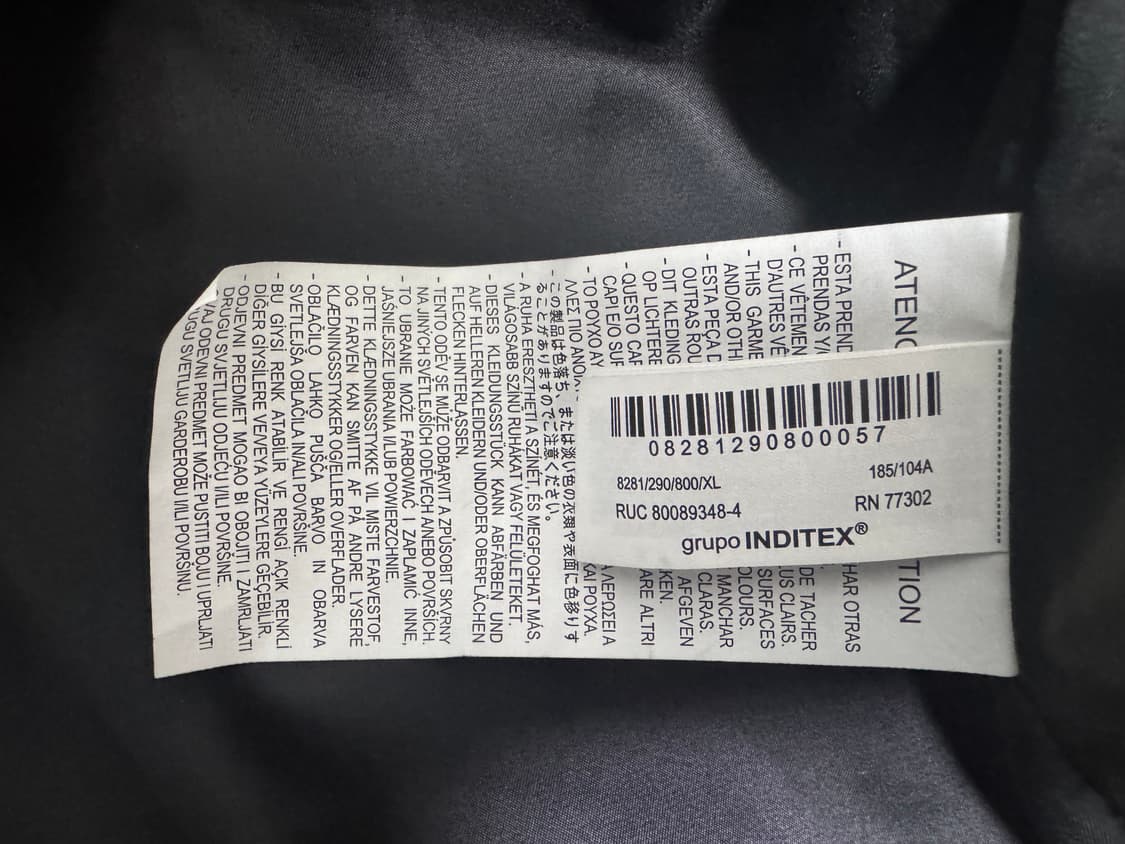 ATENC TION
- ESTA PREND HAR OTRAS
PRENDAS Y/
- CE VÊTEMEN DE TACHER
D'AUTRES VÊ US CLAIRS.
- THIS GARME SURFACES
AND/OR OTH OLOURS.
- ESTA PEÇA D MANCHAR
OUTRAS ROU CLARAS.
- DIT KLEDING AFGEVEN
OP LICHTERE KEN.
- QUESTO CAP ARE ALTRI
CAPI E/O SUF
- ΤΟ ΡΟΥΧΟ ΑΥ ΛΕΡΩΣΕΙ Α
ΛΛΕΣ ΠΙΟ ΑΝΟΙΧ ΚΑΙ ΡΟΥΧΑ
- この製品は色落ち、または淡い色の衣類や表面に色移りす
ることがありますのでご注意ください。
- A RUHA ERESZTHETI A SZÍNÉT, ÉS MEGFOGHAT MÁS,
VILÁGOSABB SZÍNŰ RUHÁKAT VAGY FELÜLETEKET.
- DIESES KLEIDUNGSSTÜCK KANN ABFÄRBEN UND
AUF HELLEREN KLEIDERN UND/ODER OBERFLÄCHEN
FLECKEN HINTERLASSEN.
- TENTO ODĚV SE MŮŽE ODBARVIT A ZPŮSOBIT SKVRNY
NA JINÝCH SVĚTLEJŠÍCH ODĚVECH A/NEBO POVRŠÍCH.
- TO UBRANIE MOŻE FARBOWAĆ I ZAPLAMIĆ INNE,
JAŚNIEJSZE UBRANIA I/LUB POWIERZCHNIE.
- DETTE KLÆDNINGSSTYKKE VIL MISTE FARVESTOF,
OG FARVEN KAN SMITTE AF PÅ ANDRE LYSERE
KLÆDNINGSSTYKKER OG/ELLER OVERFLADER.
- OBLAČILO LAHKO PUŠČA BARVO IN OBARVA
SVETLEJŠA OBLAČILA IN/ALI POVRŠINE.
- BU GİYSİ RENK ATABİLİR VE RENGİ AÇIK RENKLİ
DİĞER GİYSİLERE VE/VEYA YÜZEYLERE GEÇEBİLİR.
- ODJEVNI PREDMET MOGAO BI OBOJITI I ZAMRLJATI
DRUGU SVJETLIJU ODJEĆU I/ILI POVRŠINE.
AJ ODEVNI PREDMET MOŽE PUSTITI BOJU I UPRLJATI
UGU SVETLIJU GARDEROBU I/ILI POVRŠINU.
08281290800057
8281/290/800/XL 185/104A
RUC 80089348-4 RN 77302
grupo INDITEX®